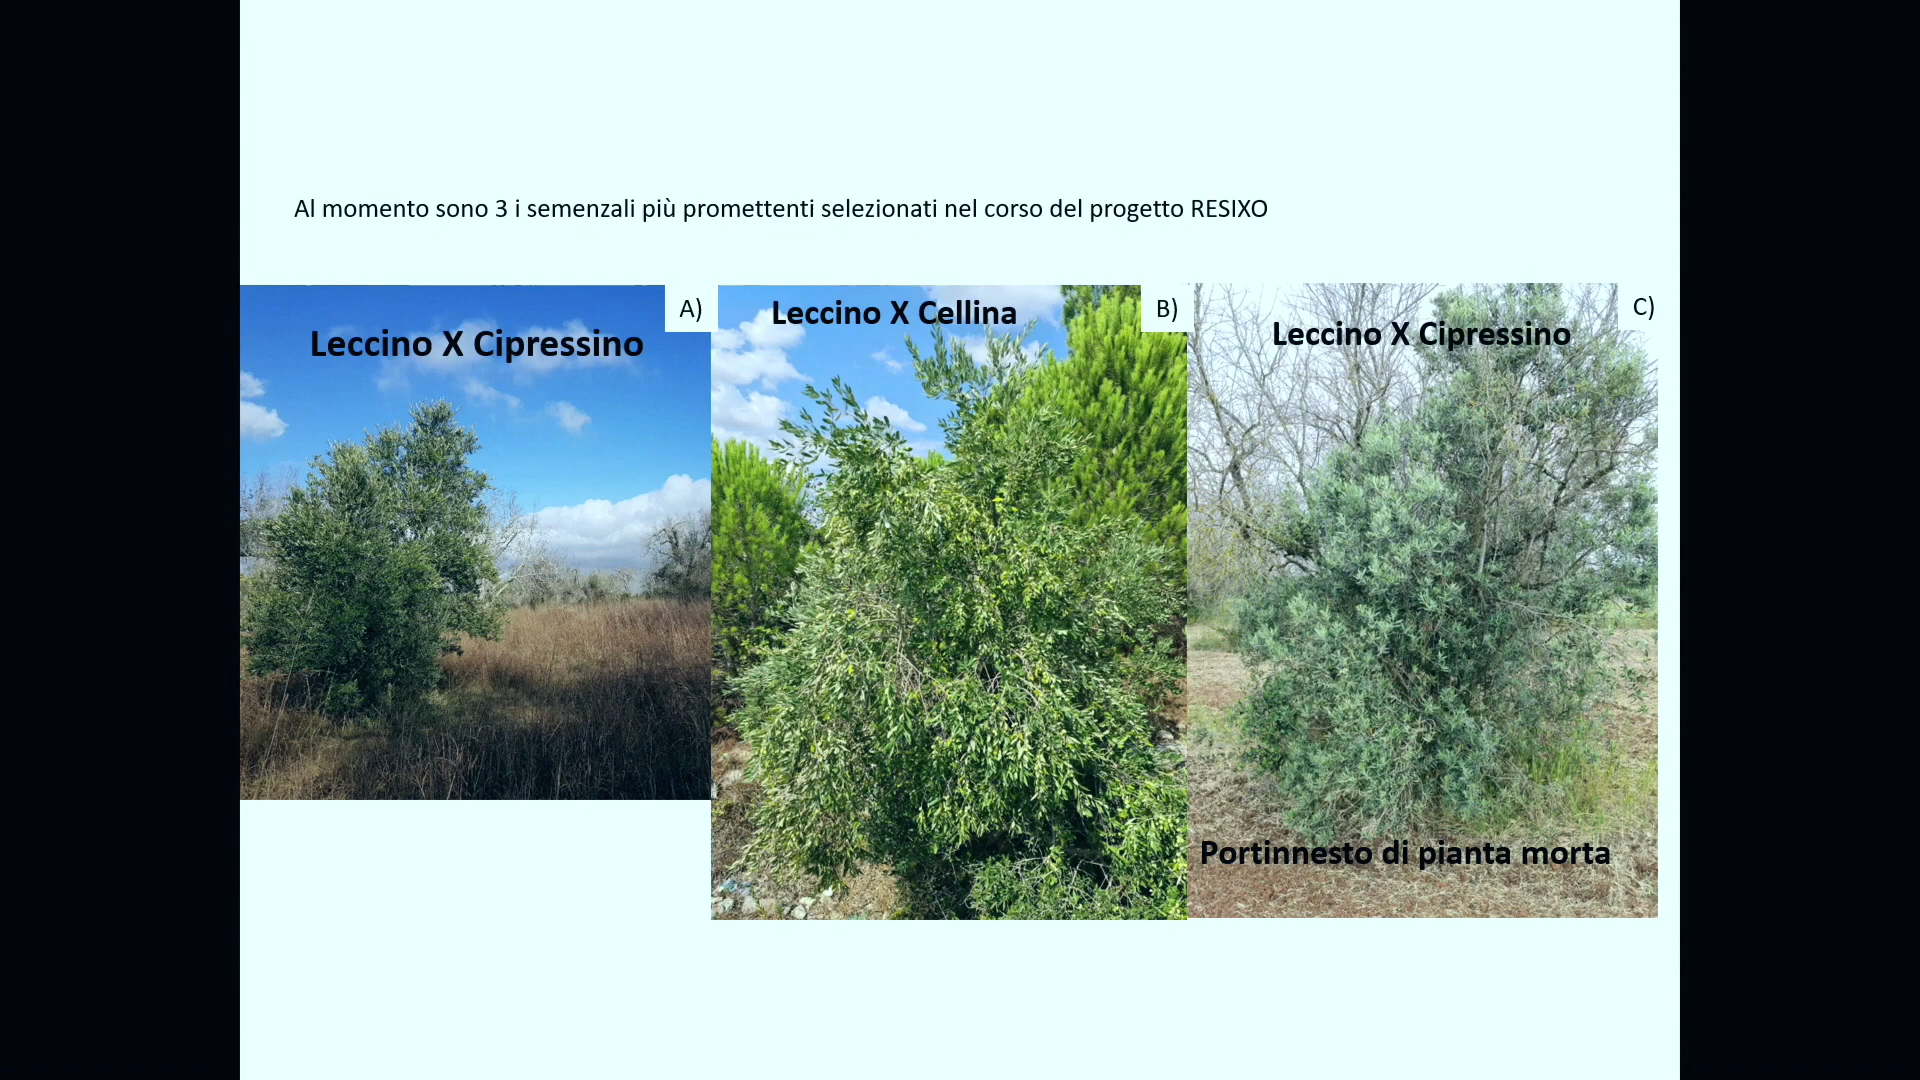 Al momento sono 3 i semenzali più promettenti selezionati nel corso del progetto RESIXO
A)
Leccino X Cipressino
B)
Leccino X Cellina
C)
Leccino X Cipressino
Portinnesto di pianta morta